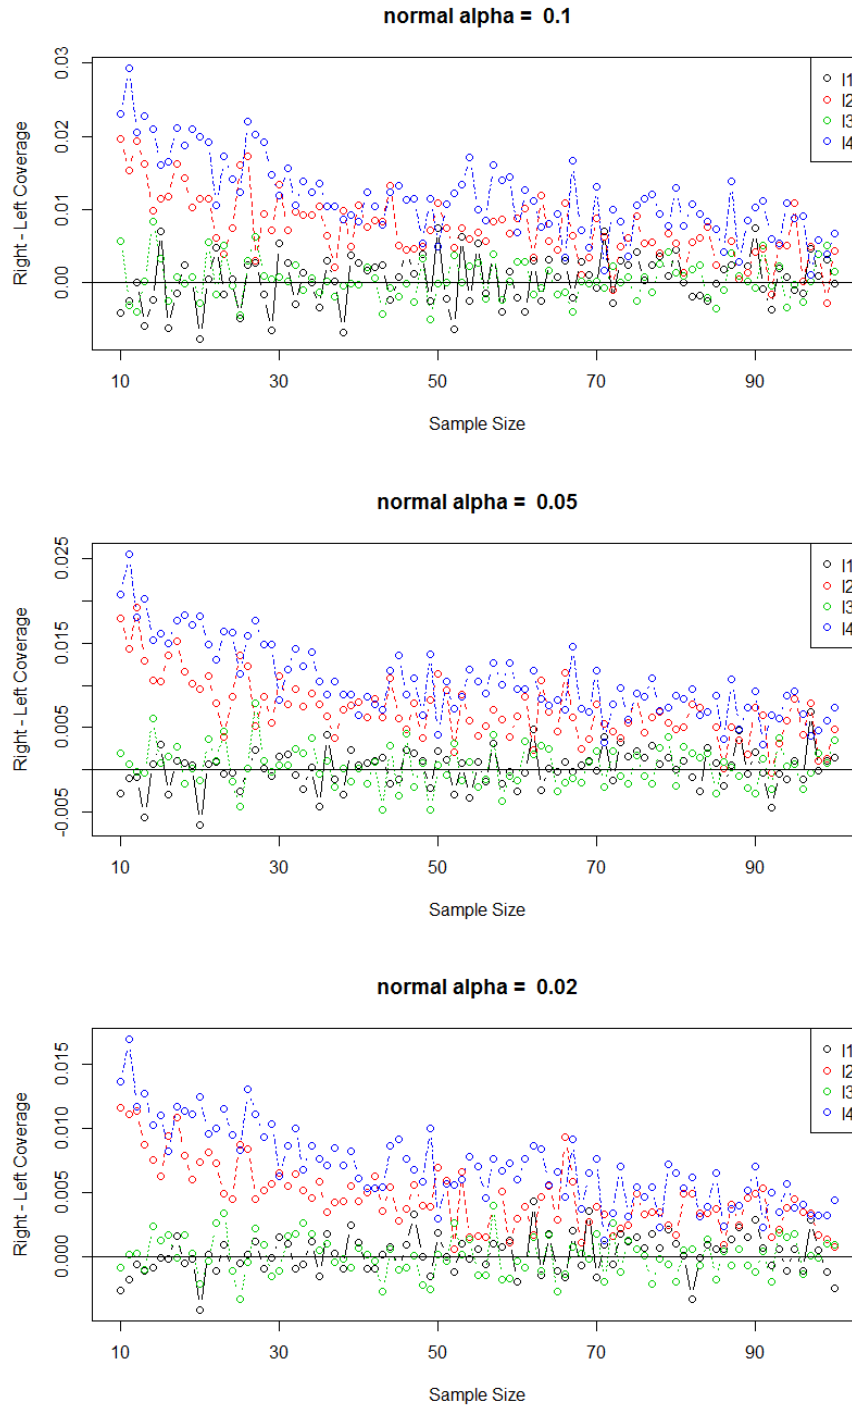 normal alpha =  0.1
Right - Left Coverage
0.03
0.02
0.01
0.00
I1
I2
I3
I4
10 30 50 70 90
Sample Size
normal alpha =  0.05
Right - Left Coverage
0.025
0.015
0.005
-0.005
I1
I2
I3
I4
10 30 50 70 90
Sample Size
normal alpha =  0.02
Right - Left Coverage
0.015
0.010
0.005
0.000
I1
I2
I3
I4
10 30 50 70 90
Sample Size